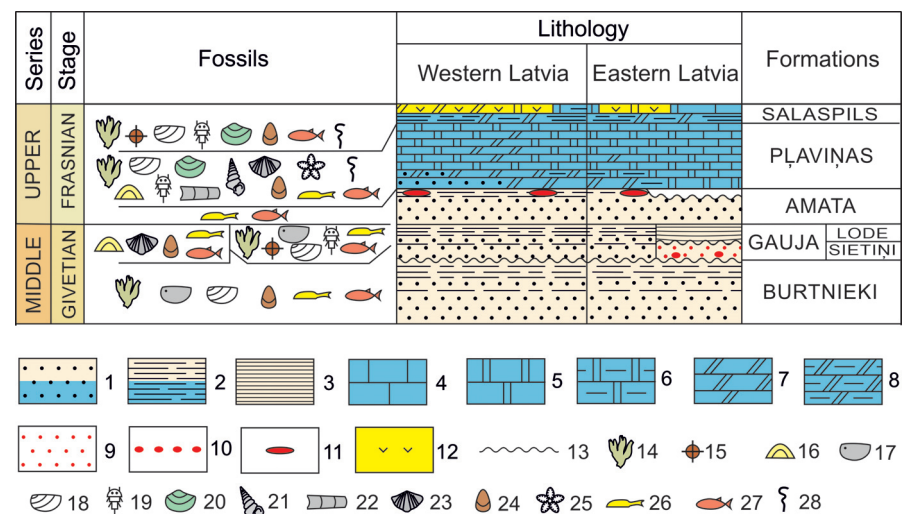 Series
Stage
Fossils
Lithology
Western Latvia
Eastern Latvia
Formations
UPPER
FRASNIAN
MIDDLE
GIVETIAN
SALASPILS
PĻAVIŅAS
AMATA
GAUJA
LODE
SIETIŅI
BURTNIEKI
1 2 3 4 5 6 7 8
9 10 11 12 13 14 15 16 17
18 19 20 21 22 23 24 25 26 27 28